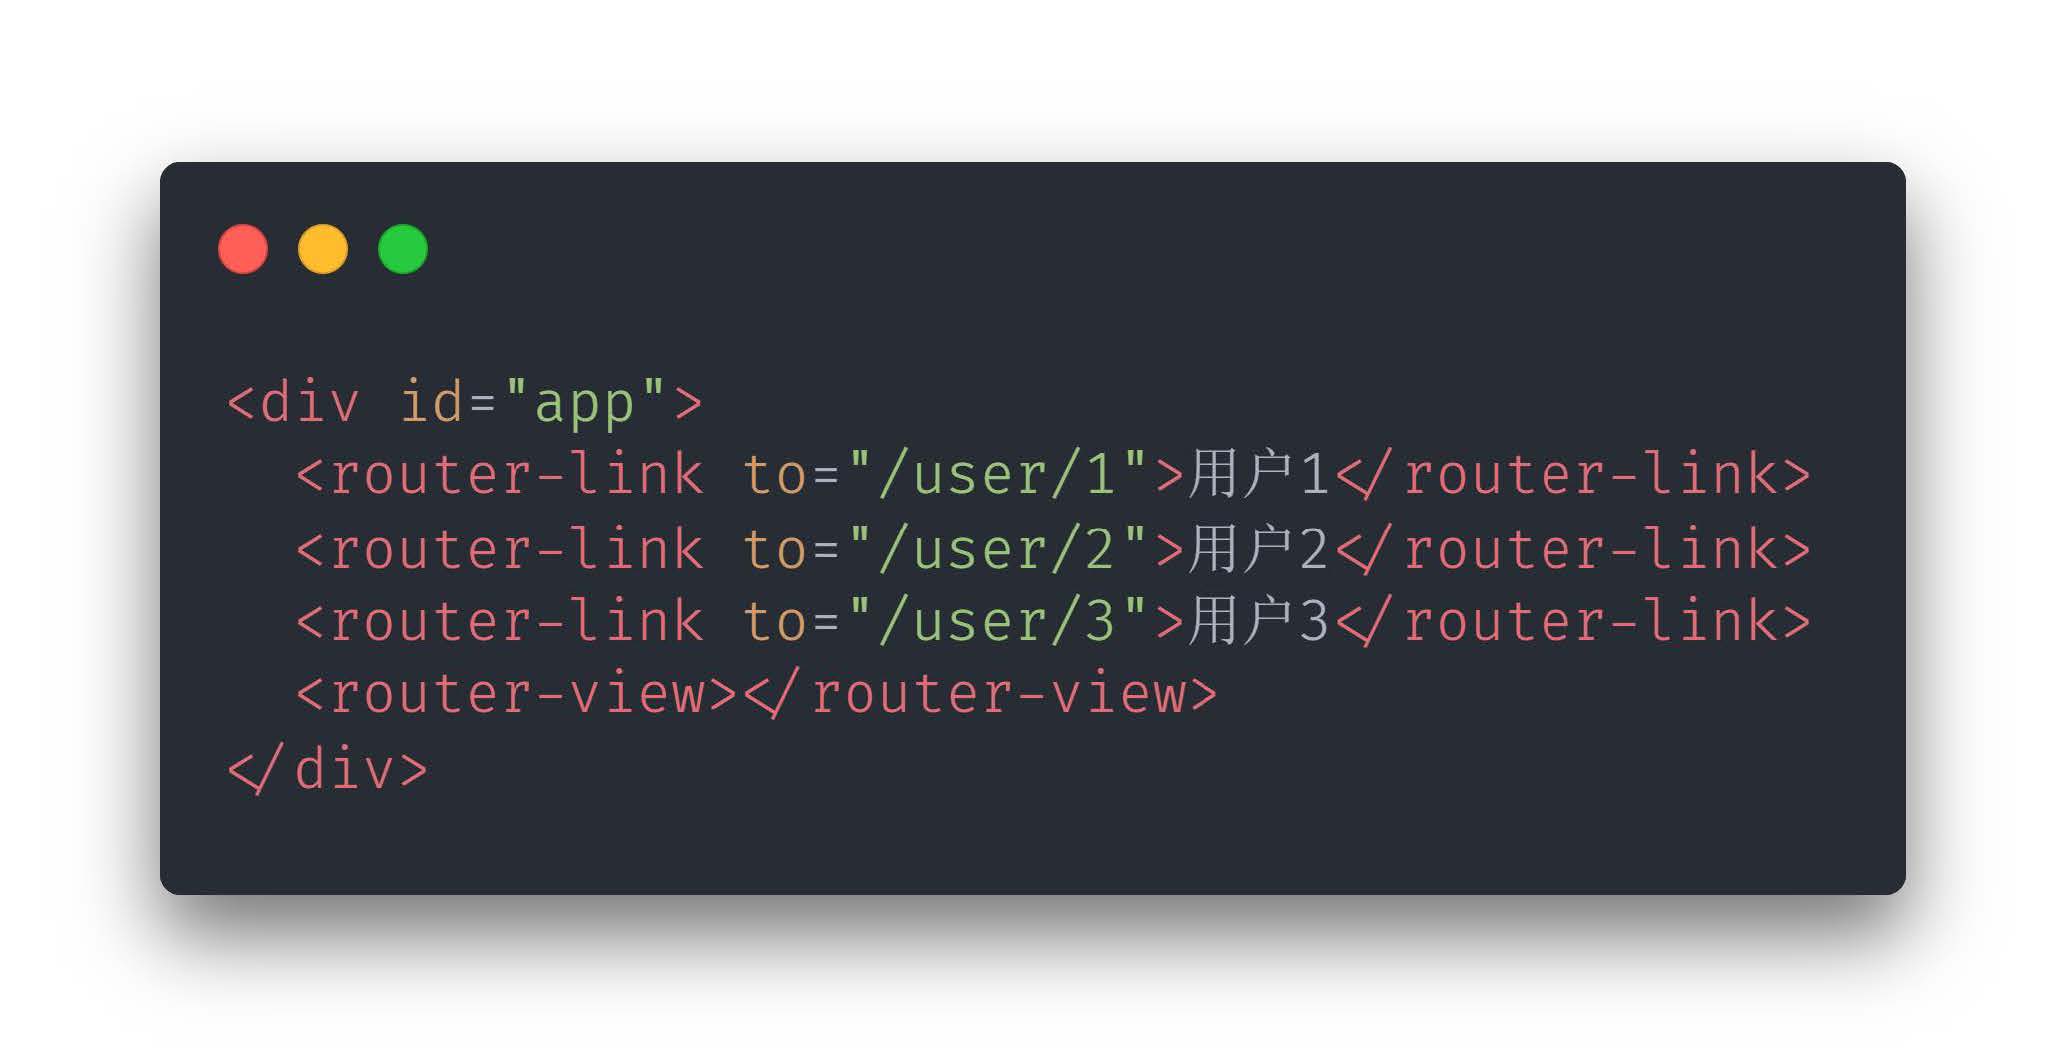 <div id="app">
  <router-link to="/user/1">用户1</router-link>
  <router-link to="/user/2">用户2</router-link>
  <router-link to="/user/3">用户3</router-link>
  <router-view></router-view>
</div>